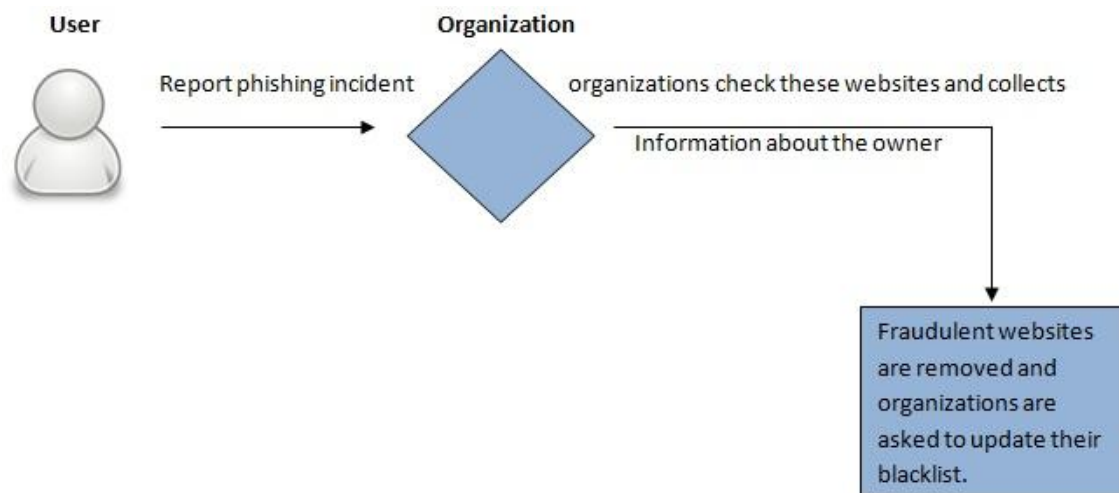 User
Organization
Report phishing incident
organizations check these websites and collects
Information about the owner
Fraudulent websites
are removed and
organizations are
asked to update their
blacklist.